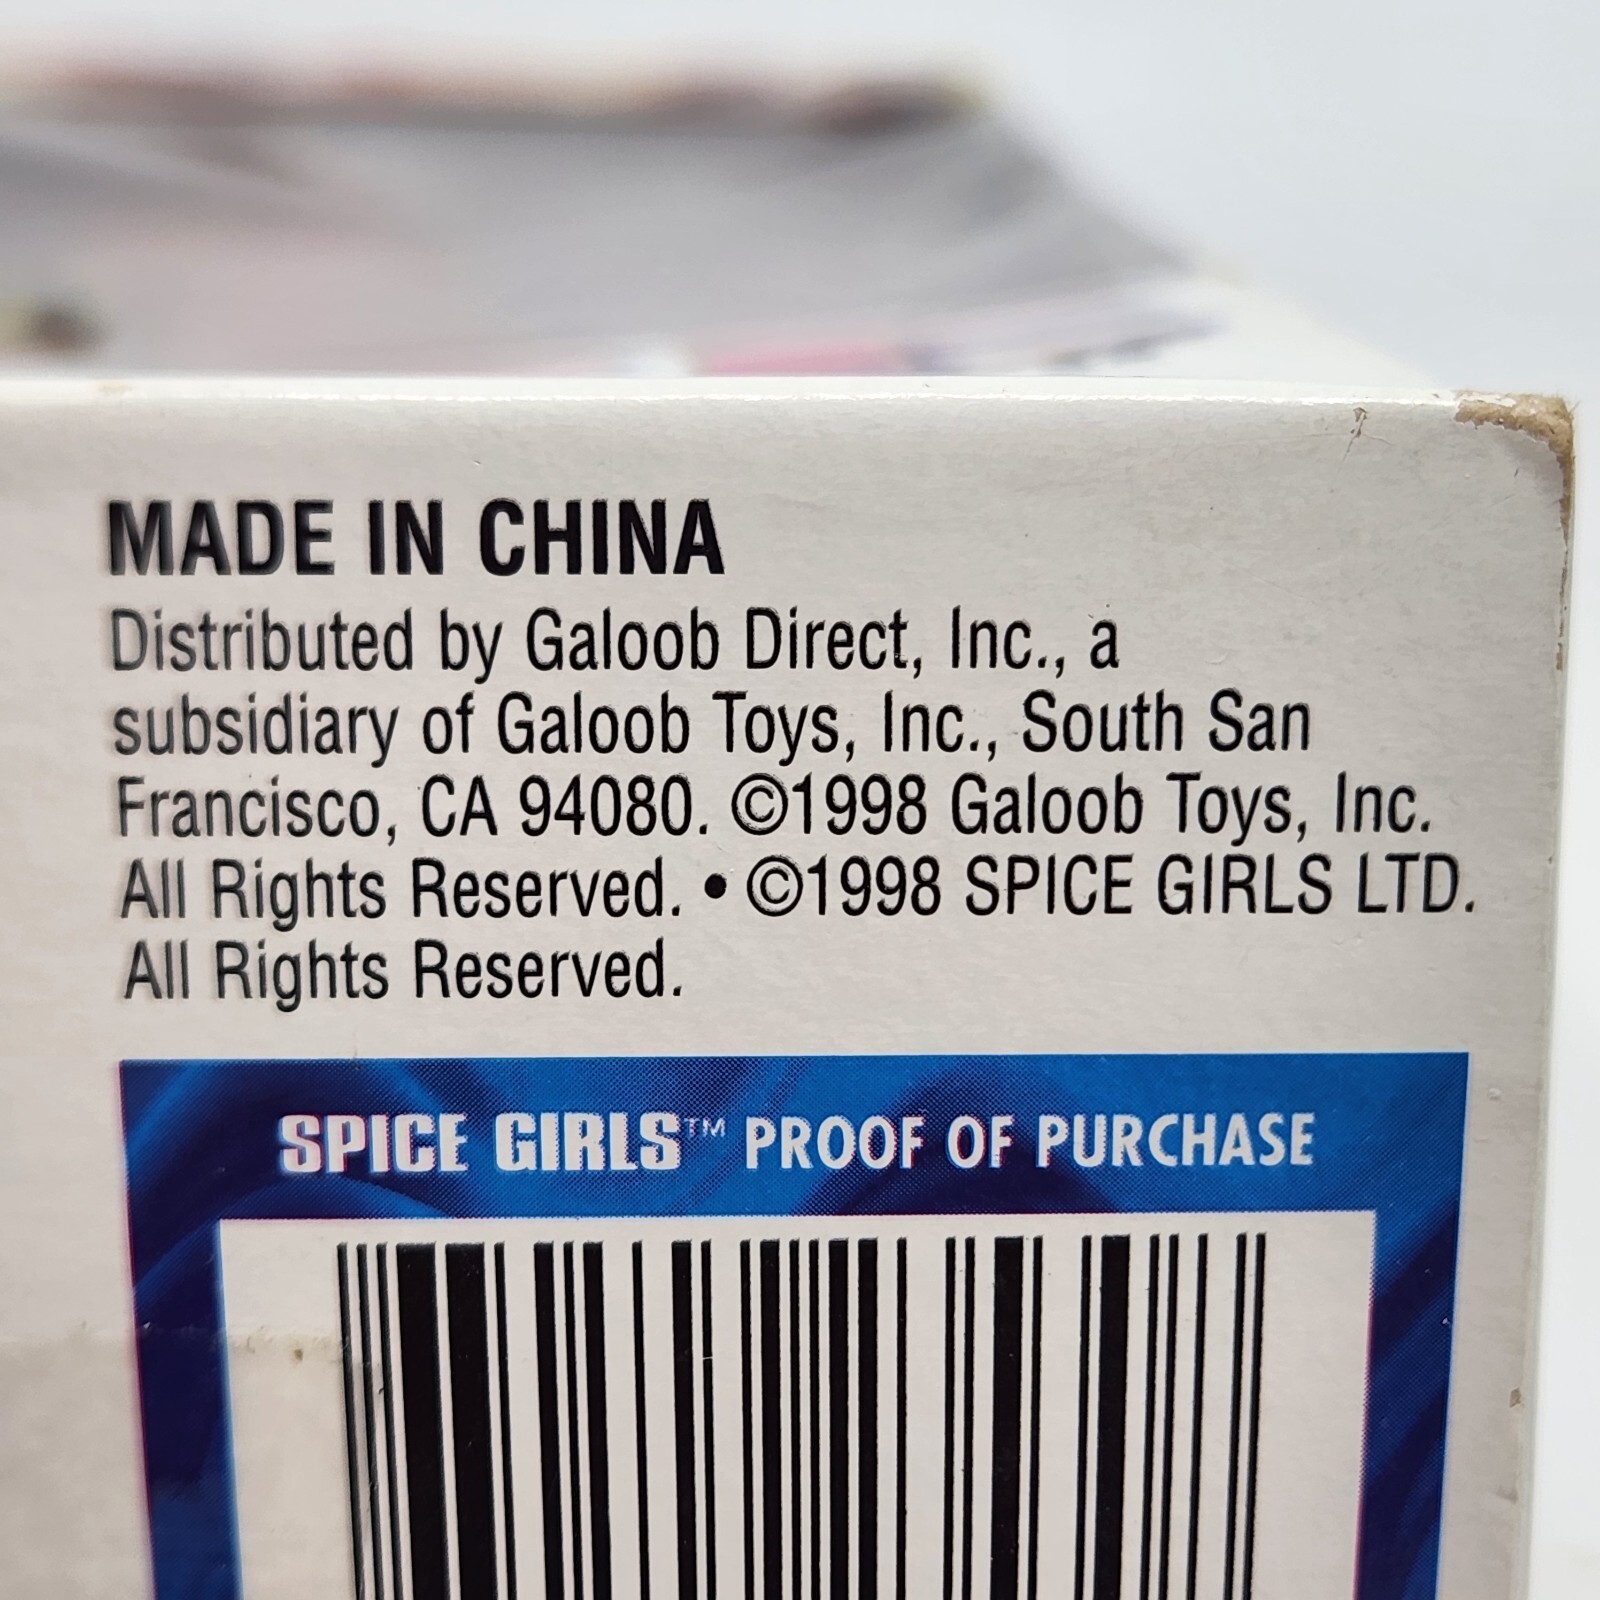 MADE IN CHINA
Distributed by Galoob Direct, Inc., a
subsidiary of Galoob Toys, Inc., South San
Francisco, CA 94080. ©1998 Galoob Toys, Inc.
All Rights Reserved. • ©1998 SPICE GIRLS LTD.
All Rights Reserved.
SPICE GIRLS™ PROOF OF PURCHASE